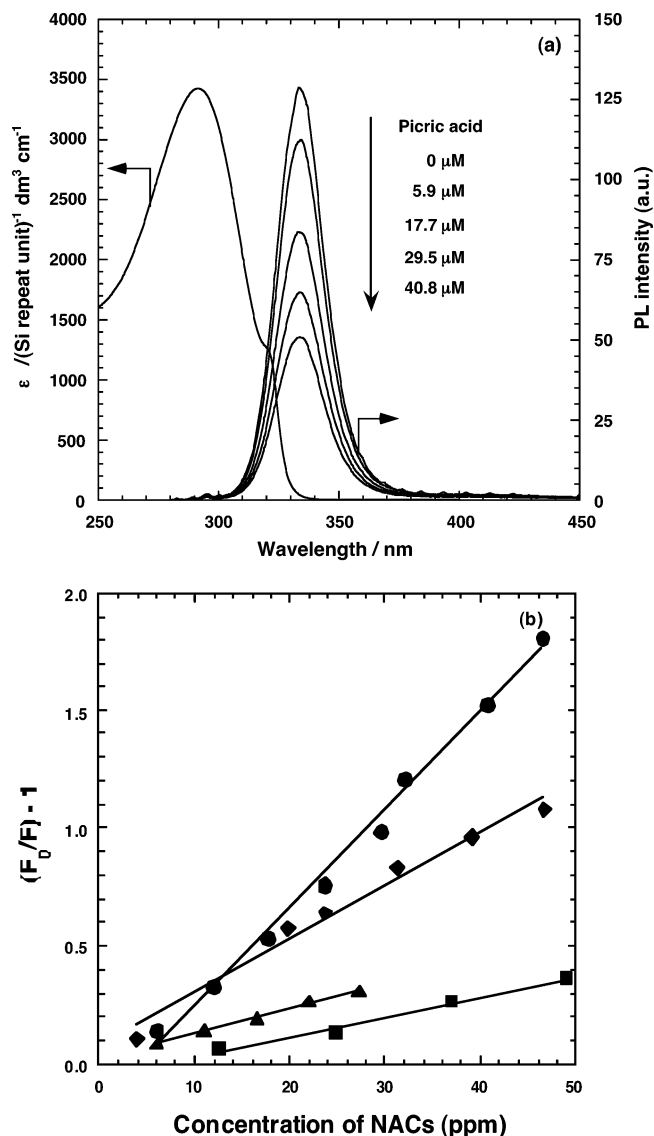 (a)
ε /(Si repeat unit)⁻¹ dm³ cm⁻¹
4000
3500
3000
2500
2000
1500
1000
500
0
150
125
100
75
50
25
0
PL intensity (a.u.)
Picric acid
0 µM
5.9 µM
17.7 µM
29.5 µM
40.8 µM
250 300 350 400 450
Wavelength / nm
(b)
(F₀/F) - 1
2.0
1.5
1.0
0.5
0.0
0 10 20 30 40 50
Concentration of NACs (ppm)